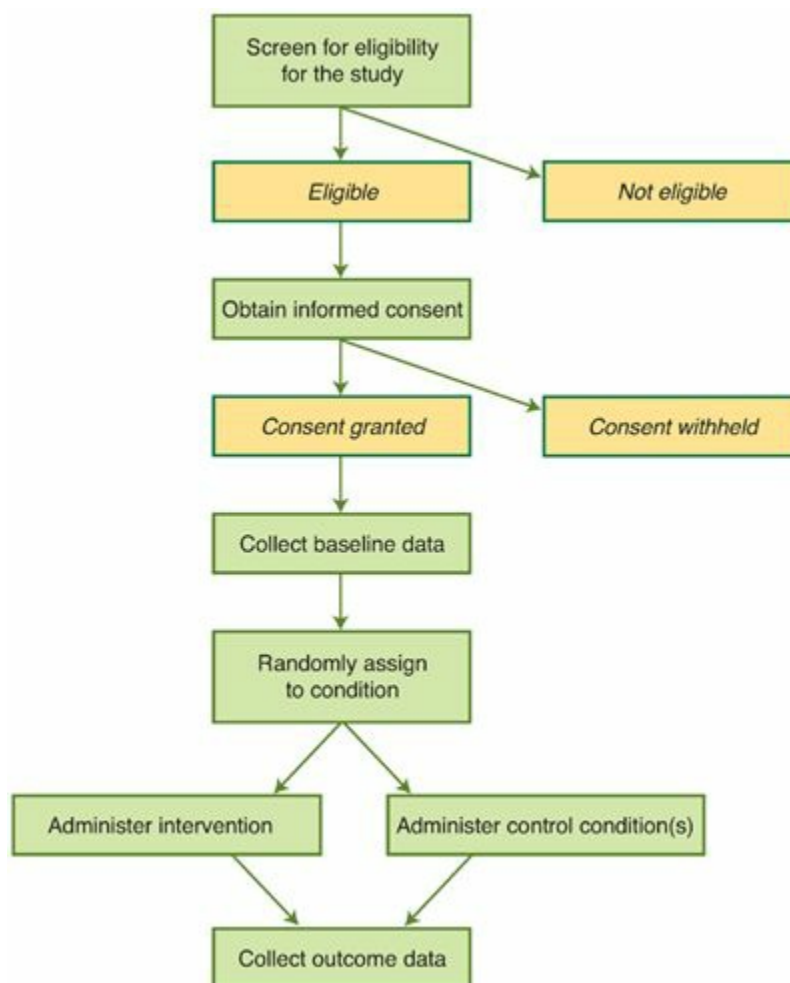 Screen for eligibility
for the study
Eligible
Not eligible
Obtain informed consent
Consent granted
Consent withheld
Collect baseline data
Randomly assign
to condition
Administer intervention
Administer control condition(s)
Collect outcome data